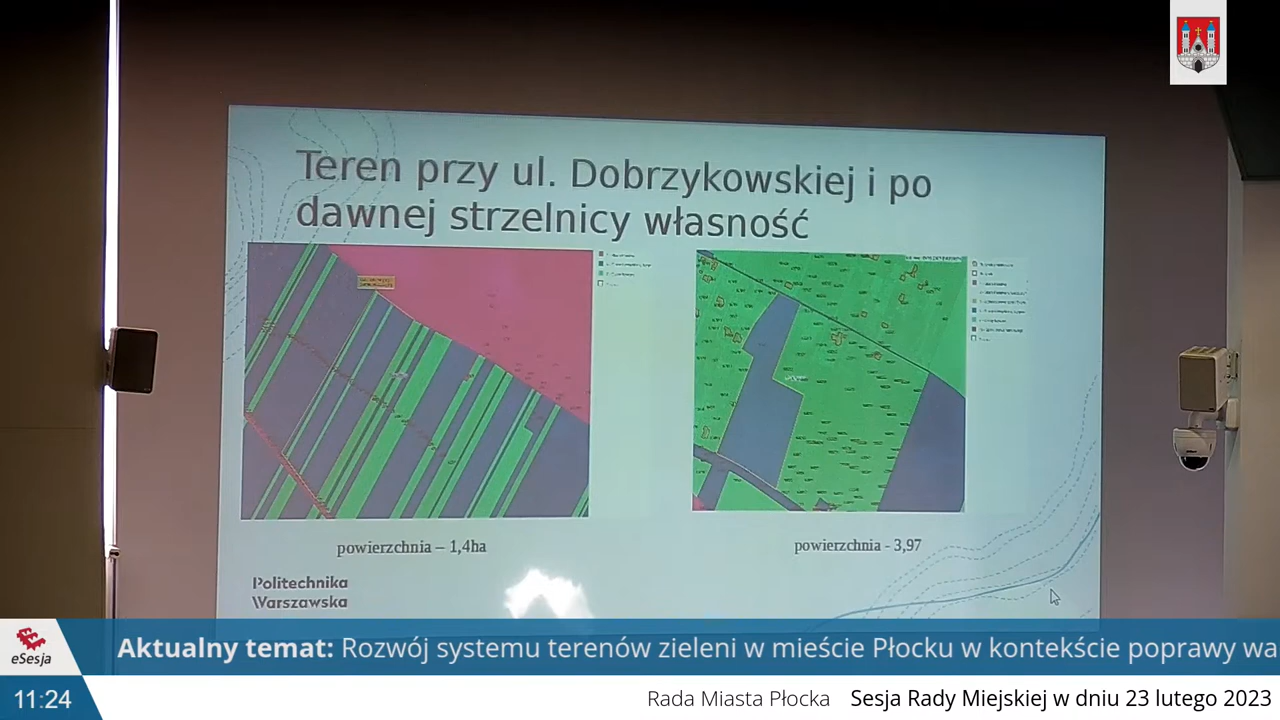 Teren przy ul. Dobrzykowskiej i po
dawnej strzelnicy własność
powierzchnia – 1,4ha
powierzchnia - 3,97
Politechnika
Warszawska
Aktualny temat: Rozwój systemu terenów zieleni w mieście Płocku w kontekście poprawy wa
eSesja
11:24
Rada Miasta Płocka Sesja Rady Miejskiej w dniu 23 lutego 2023